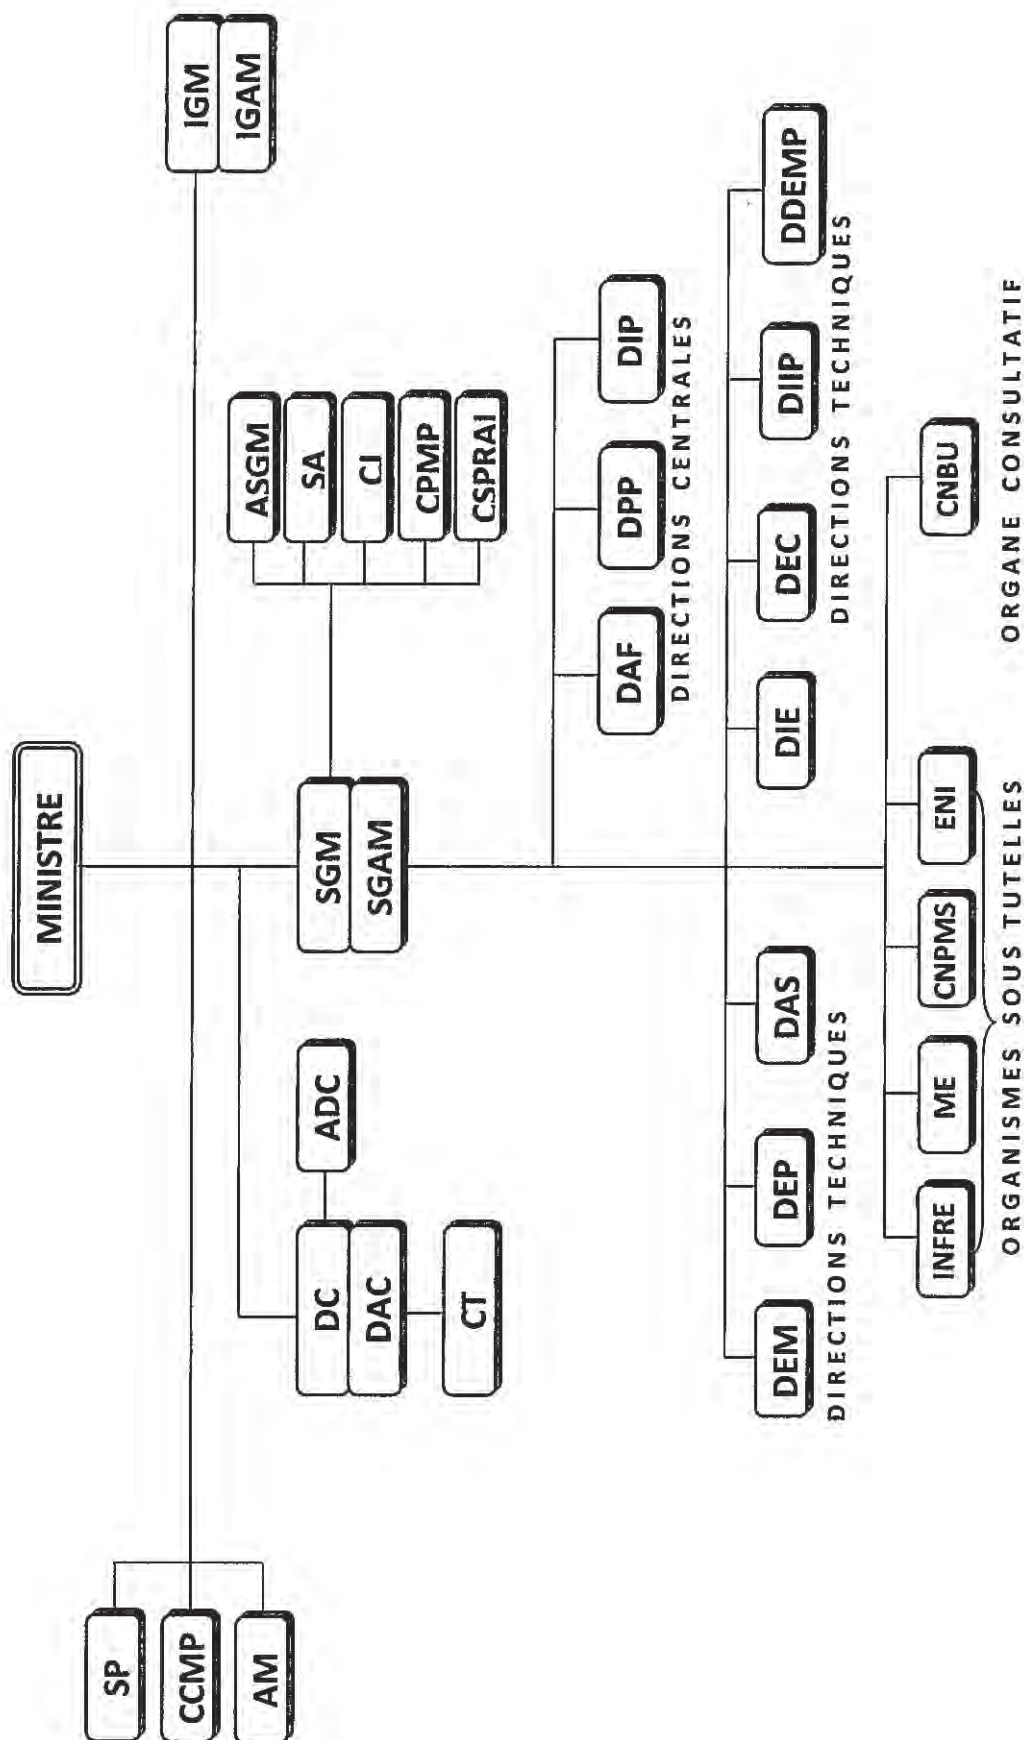 MINISTRE
SP
CCMP
AM
IGM
IGAM
DC
DAC
ADC
CT
SGM
SGAM
ASGM
SA
CJ
CPMP
CSPRAI
DAF
DPP
DIP
DIRECTIONS CENTRALES
DEM
DEP
DAS
DIE
DEC
DIIP
DDEMP
DIRECTIONS TECHNIQUES
DIRECTIONS TECHNIQUES
INFRE
ME
CNPMS
ENI
CNBU
ORGANISMES SOUS TUTELLES
ORGANE CONSULTATIF